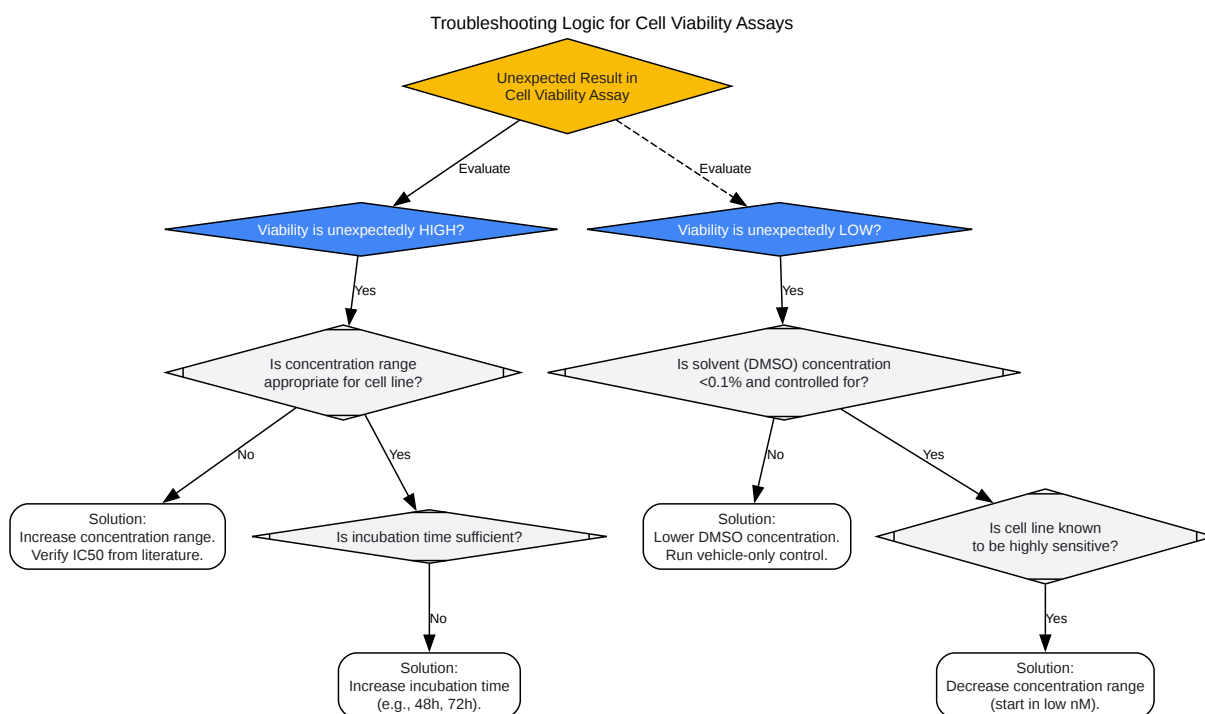 Troubleshooting Logic for Cell Viability Assays
Unexpected Result in
Cell Viability Assay
Evaluate
Evaluate
Viability is unexpectedly HIGH?
Viability is unexpectedly LOW?
Yes
Yes
Is concentration range
appropriate for cell line?
Is solvent (DMSO) concentration
<0.1% and controlled for?
No
Yes
No
Yes
Solution:
Increase concentration range.
Verify IC50 from literature.
Is incubation time sufficient?
Solution:
Lower DMSO concentration.
Run vehicle-only control.
Is cell line known
to be highly sensitive?
No
Yes
Solution:
Increase incubation time
(e.g., 48h, 72h).
Solution:
Decrease concentration range
(start in low nM).